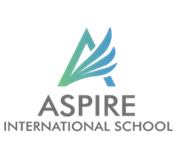 ASPIRE
INTERNATIONAL SCHOOL